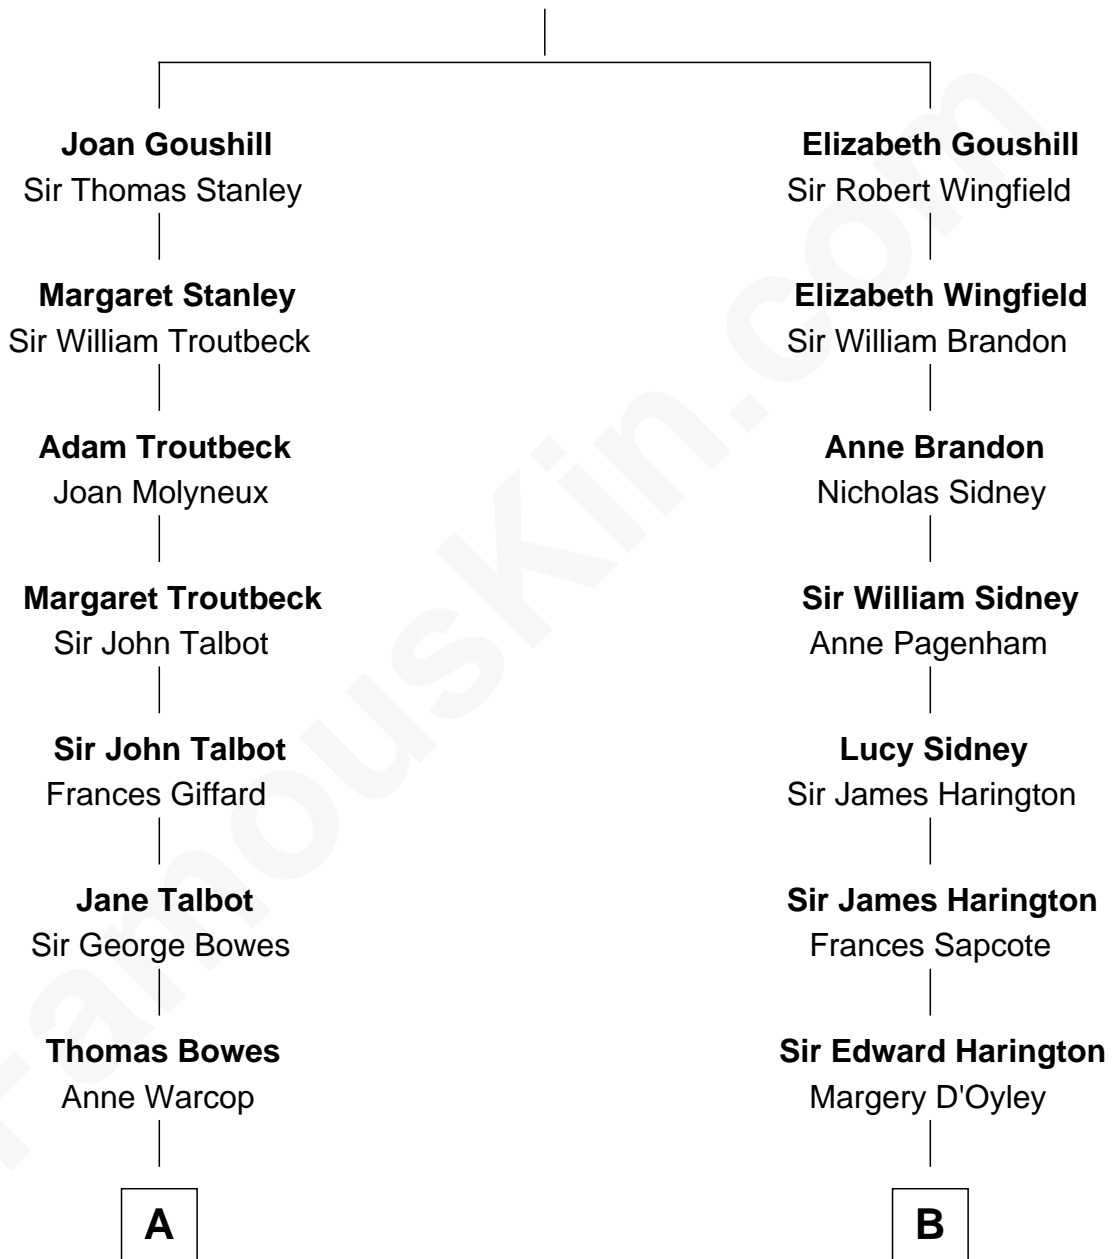 Joan Goushill
Sir Thomas Stanley
Margaret Stanley
Sir William Troutbeck
Adam Troutbeck
Joan Molyneux
Margaret Troutbeck
Sir John Talbot
Sir John Talbot
Frances Giffard
Jane Talbot
Sir George Bowes
Thomas Bowes
Anne Warcop
A
Elizabeth Goushill
Sir Robert Wingfield
Elizabeth Wingfield
Sir William Brandon
Anne Brandon
Nicholas Sidney
Sir William Sidney
Anne Pagenham
Lucy Sidney
Sir James Harington
Sir James Harington
Frances Sapcote
Sir Edward Harington
Margery D'Oyley
B
FamousKin.com